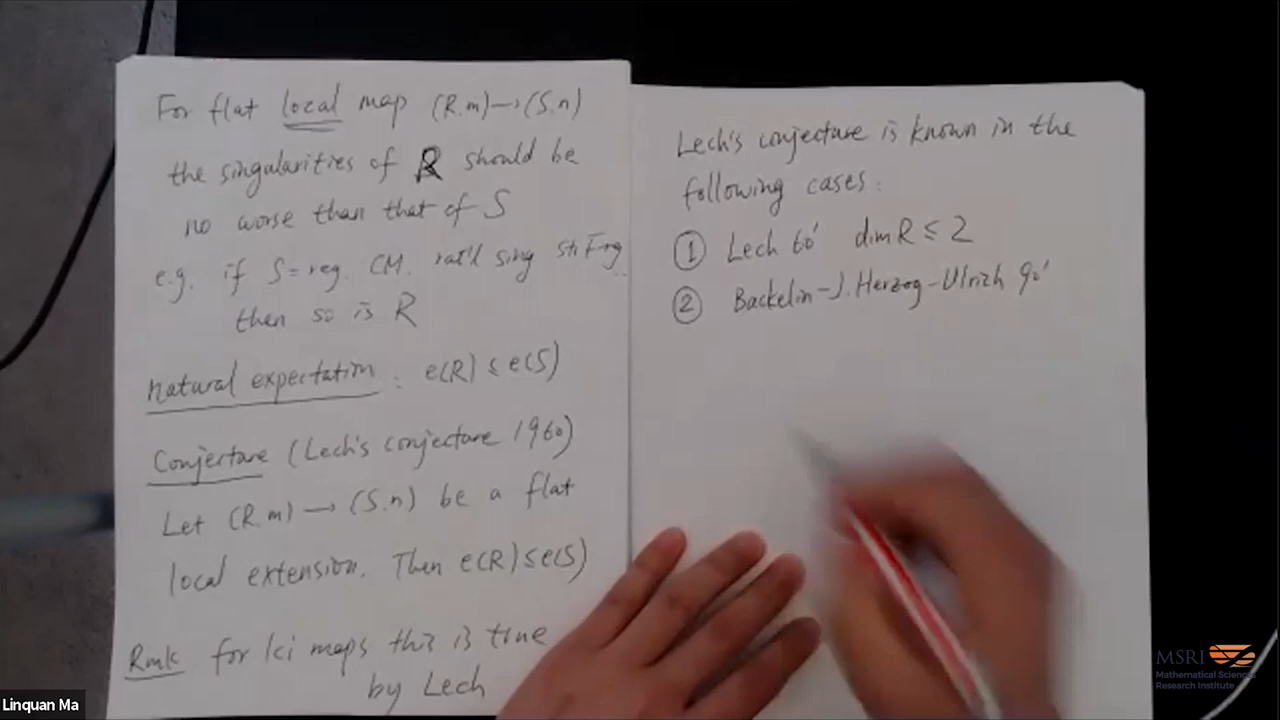 For flat local map (R.m)⟶(S.n)
the singularities of R should be
no worse than that of S
e.g. if S=reg. CM. rat'l sing str F-rg.
then so is R
natural expectation : e(R) ≤ e(S)
Conjecture (Lech's conjecture 1960)
Let (R.m) ⟶ (S.n) be a flat
local extension. Then e(R) ≤ e(S)
Rmk for lci maps this is true
by Lech
Lech's conjecture is known in the
following cases:
① Lech 60' dim R ≤ 2
② Backelin-J.Herzog-Ulrich 90'
MSRI
Mathematical Sciences
Research Institute
Linquan Ma